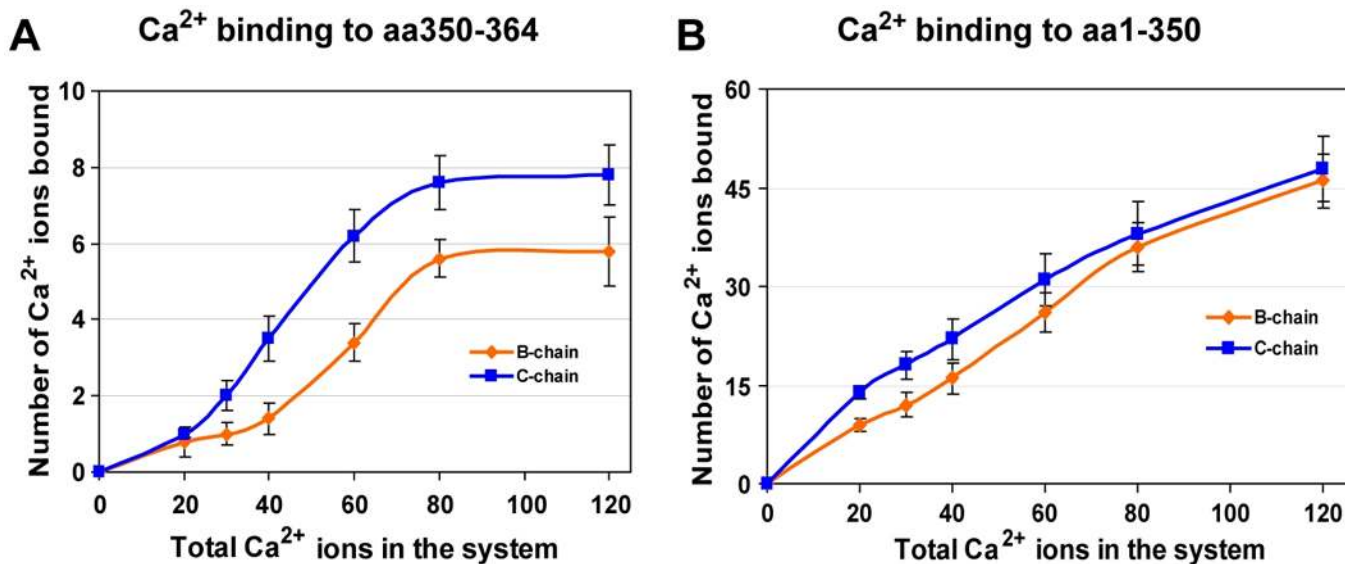 A
Ca²⁺ binding to aa350-364
Number of Ca²⁺ ions bound
10
8
6
4
2
0
0 20 40 60 80 100 120
B-chain
C-chain
Total Ca²⁺ ions in the system
B
Ca²⁺ binding to aa1-350
Number of Ca²⁺ ions bound
60
45
30
15
0
0 20 40 60 80 100 120
B-chain
C-chain
Total Ca²⁺ ions in the system